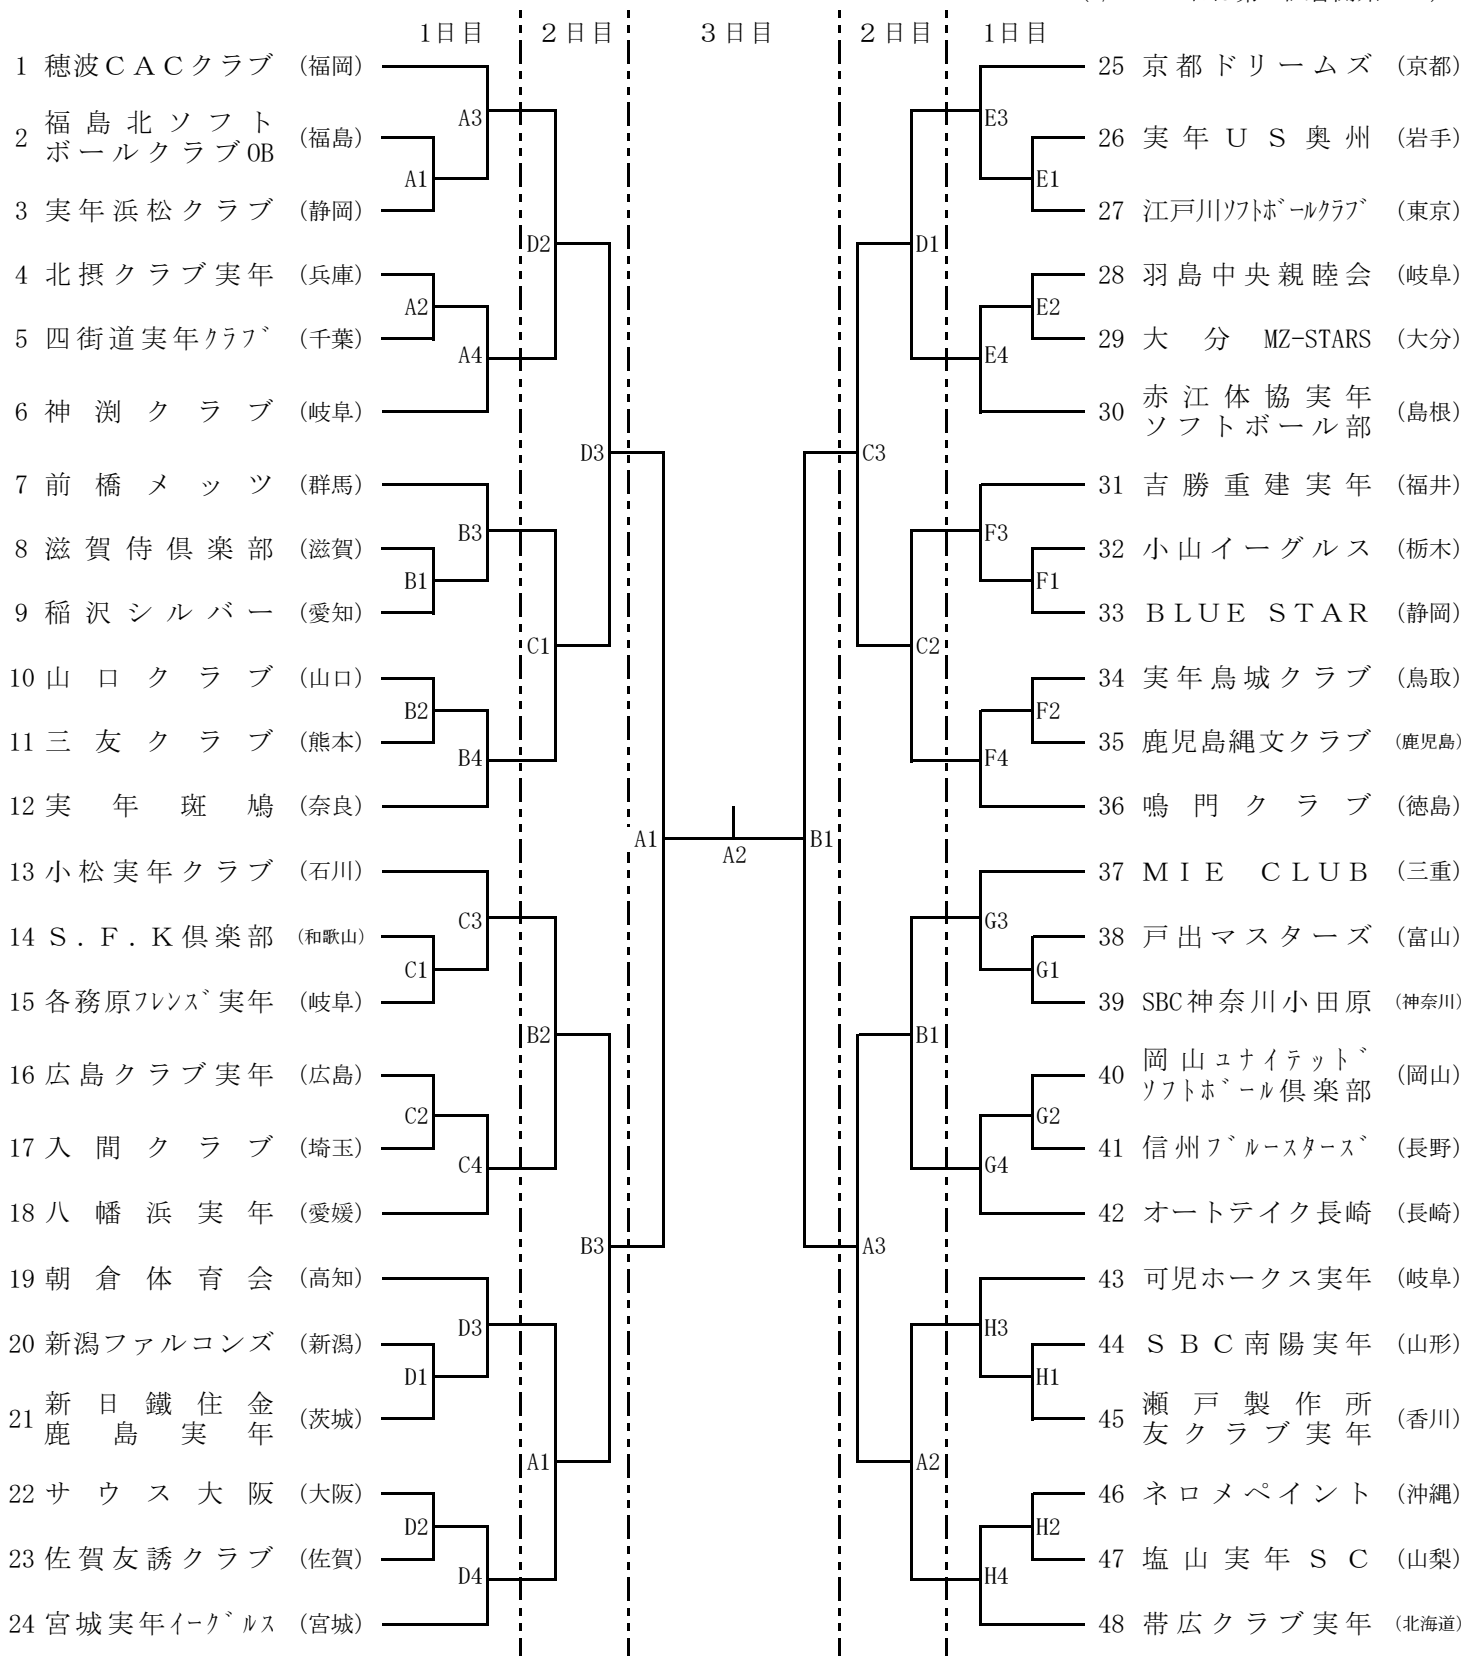 1日目 2日目 3日目 2日目 1日目
1 穂波CACクラブ (福岡)
2 福島北ソフト
ボールクラブOB (福島)
3 実年浜松クラブ (静岡)
4 北摂クラブ実年 (兵庫)
5 四街道実年クラブ (千葉)
6 神渕クラブ (岐阜)
7 前橋メッツ (群馬)
8 滋賀侍倶楽部 (滋賀)
9 稲沢シルバー (愛知)
10 山口クラブ (山口)
11 三友クラブ (熊本)
12 実年斑鳩 (奈良)
13 小松実年クラブ (石川)
14 S.F.K倶楽部 (和歌山)
15 各務原フレンズ実年 (岐阜)
16 広島クラブ実年 (広島)
17 入間クラブ (埼玉)
18 八幡浜実年 (愛媛)
19 朝倉体育会 (高知)
20 新潟ファルコンズ (新潟)
21 新日鐵住金
鹿島実年 (茨城)
22 サウス大阪 (大阪)
23 佐賀友誘クラブ (佐賀)
24 宮城実年イーグルス (宮城)
A3
A1
A2
A4
B3
B1
B2
B4
C3
C1
C2
C4
D3
D1
D2
D4
D2
C1
B2
A1
D3
B3
A1
A2
B1
C3
A3
D1
C2
B1
A2
E3
E1
E2
E4
F3
F1
F2
F4
G3
G1
G2
G4
H3
H1
H2
H4
25 京都ドリームズ (京都)
26 実年US奥州 (岩手)
27 江戸川ソフトボールクラブ (東京)
28 羽島中央親睦会 (岐阜)
29 大分 MZ-STARS (大分)
30 赤江体協実年
ソフトボール部 (島根)
31 吉勝重建実年 (福井)
32 小山イーグルス (栃木)
33 BLUE STAR (静岡)
34 実年鳥城クラブ (鳥取)
35 鹿児島縄文クラブ (鹿児島)
36 鳴門クラブ (徳島)
37 MIE CLUB (三重)
38 戸出マスターズ (富山)
39 SBC神奈川小田原 (神奈川)
40 岡山ユナイテッド
ソフトボール倶楽部 (岡山)
41 信州ブルースターズ (長野)
42 オートテイク長崎 (長崎)
43 可児ホークス実年 (岐阜)
44 SBC南陽実年 (山形)
45 瀬戸製作所
友クラブ実年 (香川)
46 ネロメペイント (沖縄)
47 塩山実年SC (山梨)
48 帯広クラブ実年 (北海道)